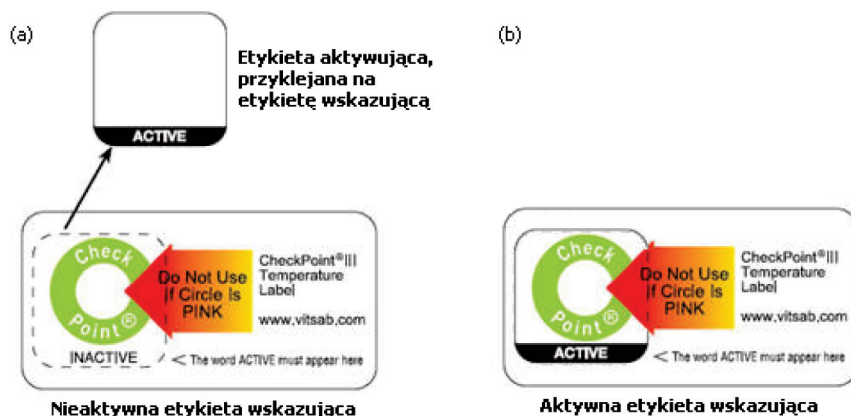 (a)
Etykieta aktywująca,
przyklejana na
etykietę wskazującą
ACTIVE
Check
Point®
Do Not Use
if Circle Is
PINK
CheckPoint®III
Temperature
Label
www.vitsab.com
INACTIVE
< The word ACTIVE must appear here
Nieaktywna etykieta wskazująca
(b)
Check
Point®
Do Not Use
if Circle Is
PINK
CheckPoint®III
Temperature
Label
www.vitsab.com
ACTIVE
< The word ACTIVE must appear here
Aktywna etykieta wskazująca